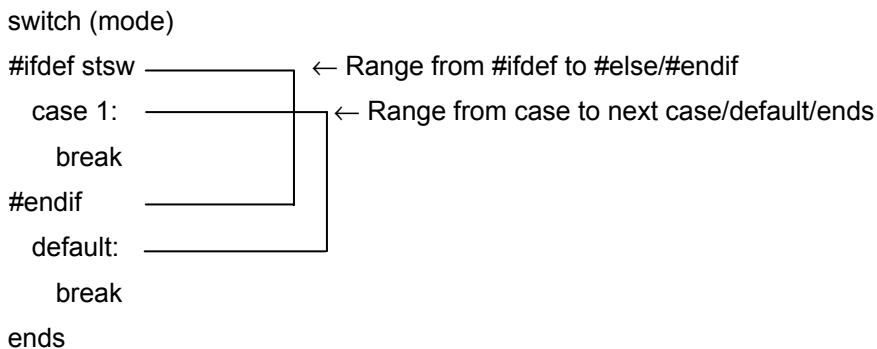 switch (mode)
#ifdef stsw ← Range from #ifdef to #else/#endif
case 1: ← Range from case to next case/default/ends
break
#endif
default:
break
ends